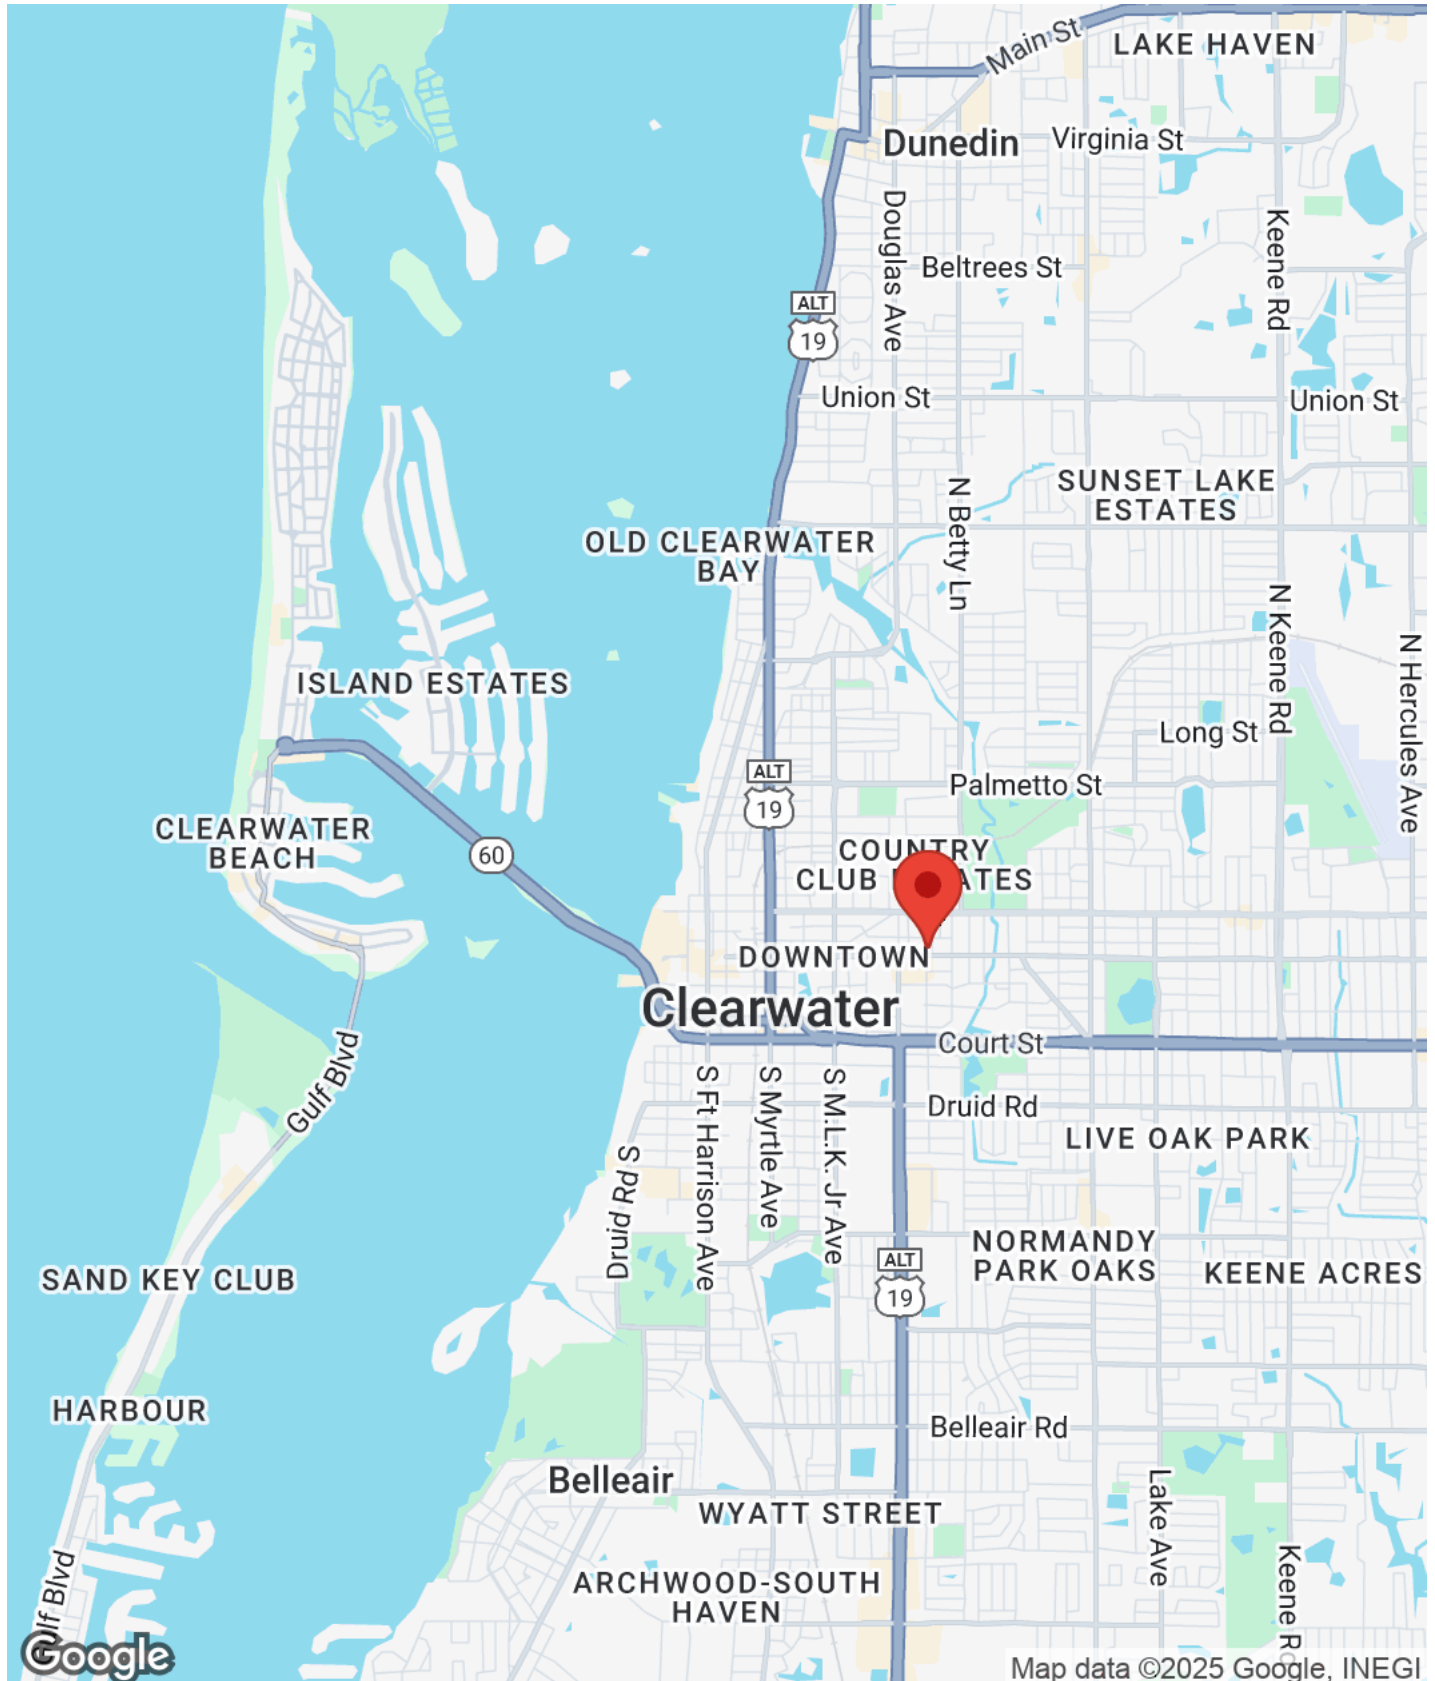 Main St
LAKE HAVEN
Dunedin
Virginia St
Douglas Ave
Keene Rd
Beltrees St
ALT
19
Union St
Union St
SUNSET LAKE
ESTATES
N Betty Ln
OLD CLEARWATER
BAY
N Keene Rd
N Hercules Ave
ISLAND ESTATES
Long St
ALT
19
Palmetto St
CLEARWATER
BEACH
60
COUNTRY
CLUB
DOWNTOWN
Clearwater
Court St
Gulf Blvd
S Ft Harrison Ave
S Myrtle Ave
S M.L.K. Jr Ave
Druid Rd
LIVE OAK PARK
Druid Rd S
NORMANDY
PARK OAKS
ALT
19
SAND KEY CLUB
KEENE ACRES
HARBOUR
Belleair Rd
Belleair
WYATT STREET
Lake Ave
Gulf Blvd
ARCHWOOD-SOUTH
HAVEN
Keene Rd
Google
Map data ©2025 Google, INEGI